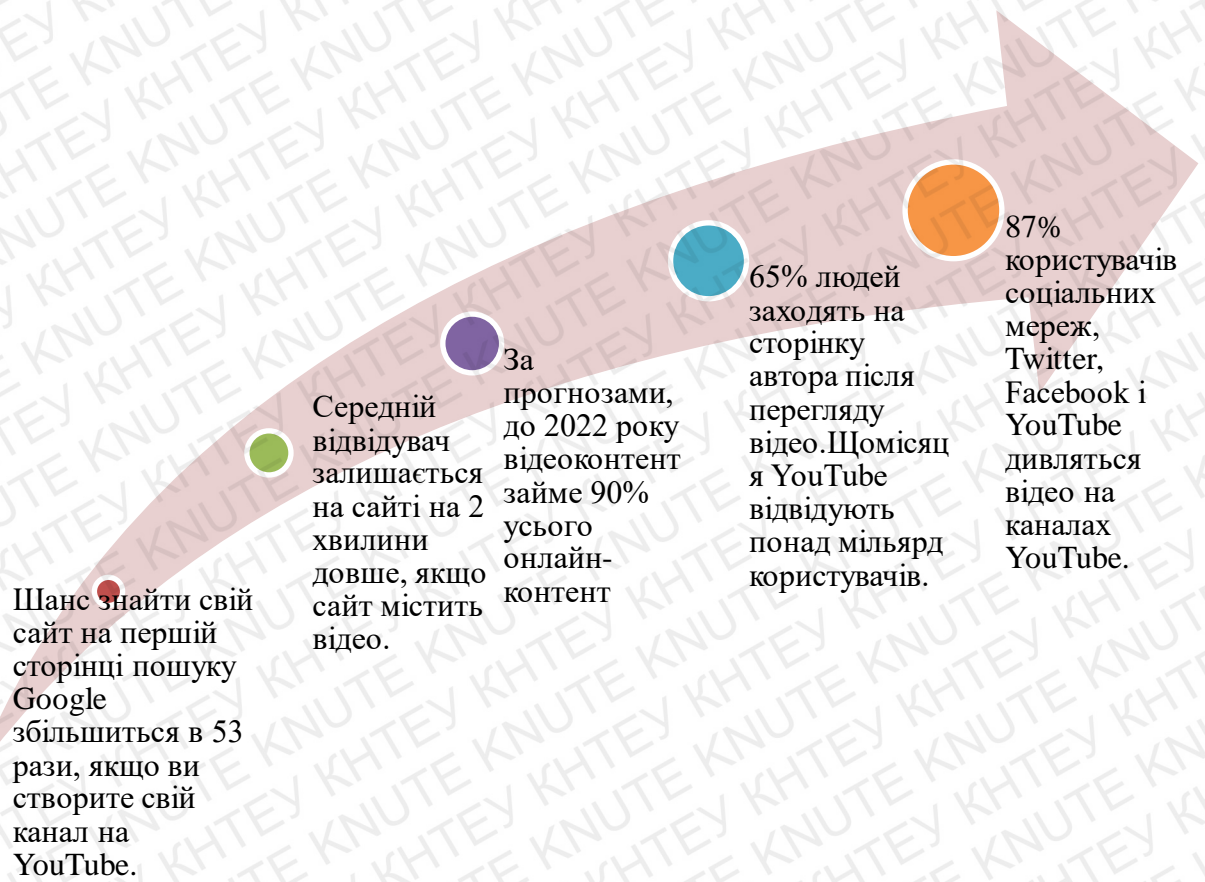 Шанс знайти свій
сайт на першій
сторінці пошуку
Google
збільшиться в 53
рази, якщо ви
створите свій
канал на
YouTube.
Середній
відвідувач
залишається
на сайті на 2
хвилини
довше, якщо
сайт містить
відео.
За
прогнозами,
до 2022 року
відеоконтент
займе 90%
усього
онлайн-
контент
65% людей
заходять на
сторінку
автора після
перегляду
відео.Щомісяц
я YouTube
відвідують
понад мільярд
користувачів.
87%
користувачів
соціальних
мереж,
Twitter,
Facebook і
YouTube
дивляться
відео на
каналах
YouTube.